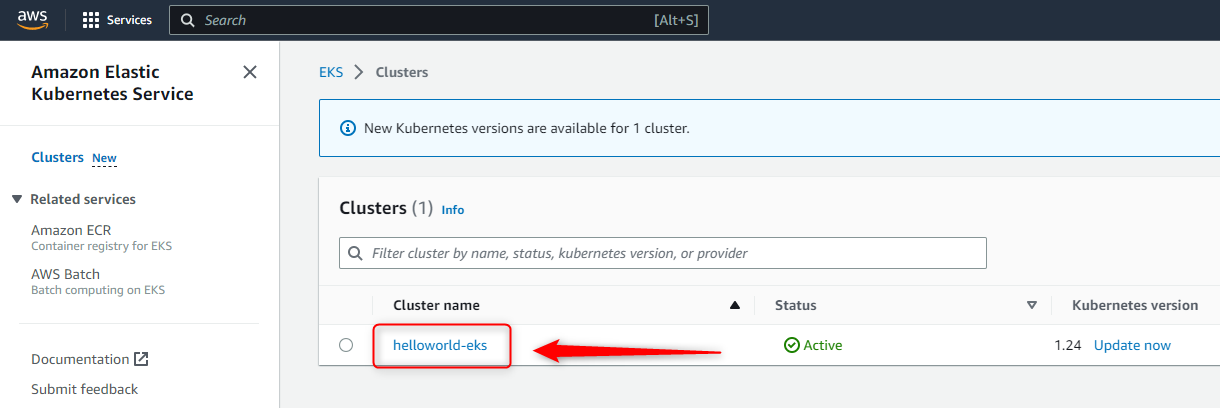 aws Services Search [Alt+S]
Amazon Elastic
Kubernetes Service
Clusters New
Related services
Amazon ECR
Container registry for EKS
AWS Batch
Batch computing on EKS
Documentation
Submit feedback
EKS Clusters
New Kubernetes versions are available for 1 cluster.
Clusters (1) Info
Filter cluster by name, status, kubernetes version, or provider
Cluster name Status Kubernetes version
helloworld-eks Active 1.24 Update now